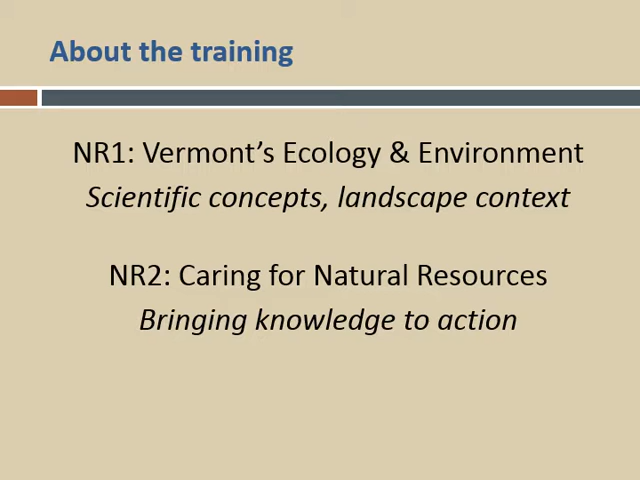 About the training
NR1: Vermont’s Ecology & Environment
Scientific concepts, landscape context
NR2: Caring for Natural Resources
Bringing knowledge to action